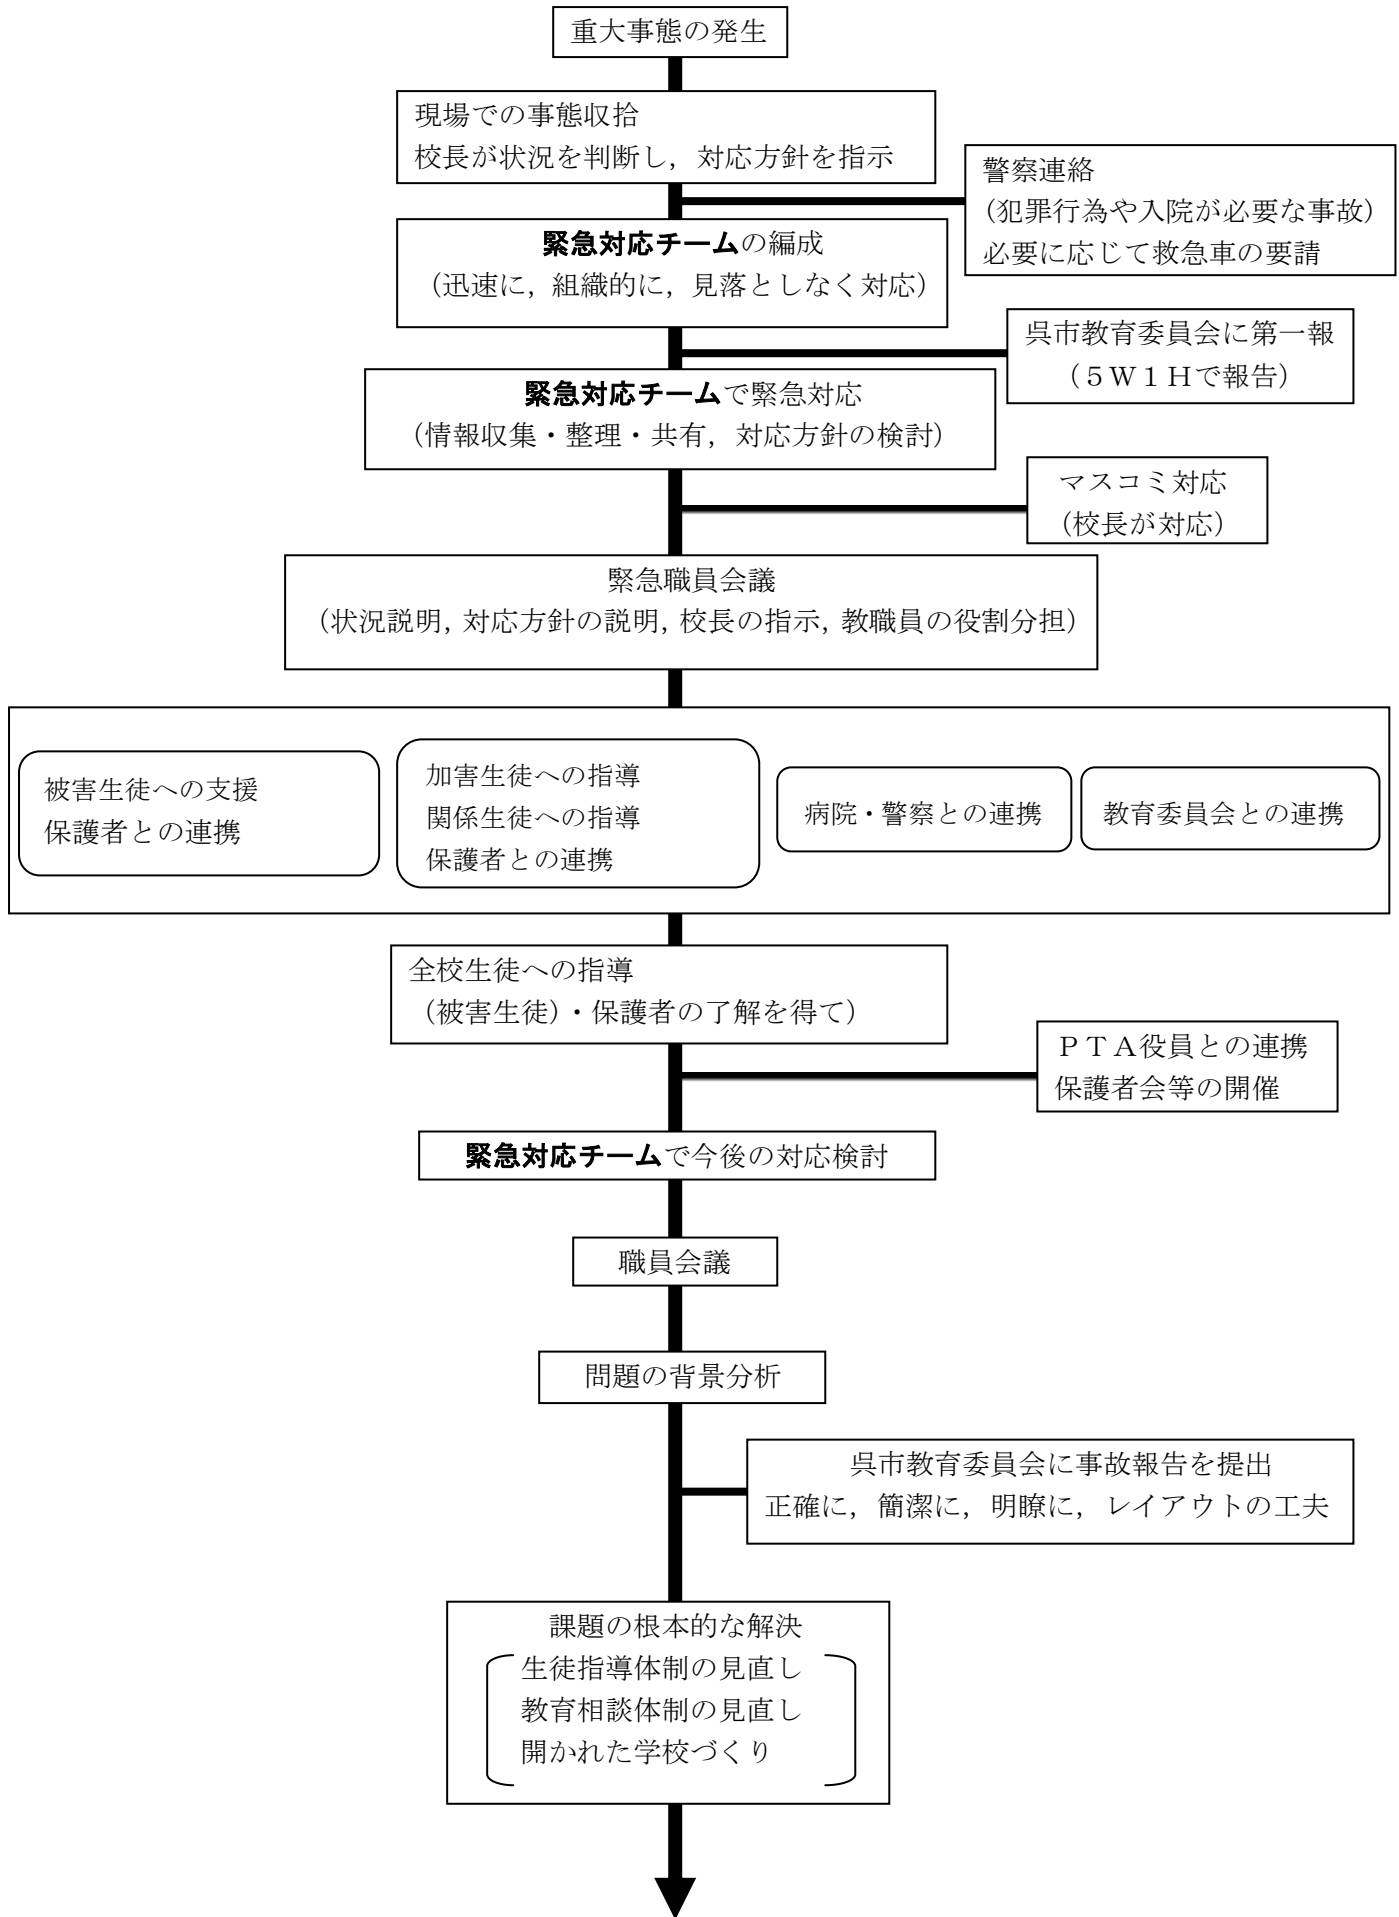 重大事態の発生
現場での事態収拾
校長が状況を判断し，対応方針を指示
警察連絡
（犯罪行為や入院が必要な事故）
必要に応じて救急車の要請
緊急対応チームの編成
（迅速に，組織的に，見落としなく対応）
呉市教育委員会に第一報
（５Ｗ１Ｈで報告）
緊急対応チームで緊急対応
（情報収集・整理・共有，対応方針の検討）
マスコミ対応
（校長が対応）
緊急職員会議
（状況説明，対応方針の説明，校長の指示，教職員の役割分担）
被害生徒への支援
保護者との連携
加害生徒への指導
関係生徒への指導
保護者との連携
病院・警察との連携
教育委員会との連携
全校生徒への指導
（被害生徒）・保護者の了解を得て）
ＰＴＡ役員との連携
保護者会等の開催
緊急対応チームで今後の対応検討
職員会議
問題の背景分析
呉市教育委員会に事故報告を提出
正確に，簡潔に，明瞭に，レイアウトの工夫
課題の根本的な解決
生徒指導体制の見直し
教育相談体制の見直し
開かれた学校づくり